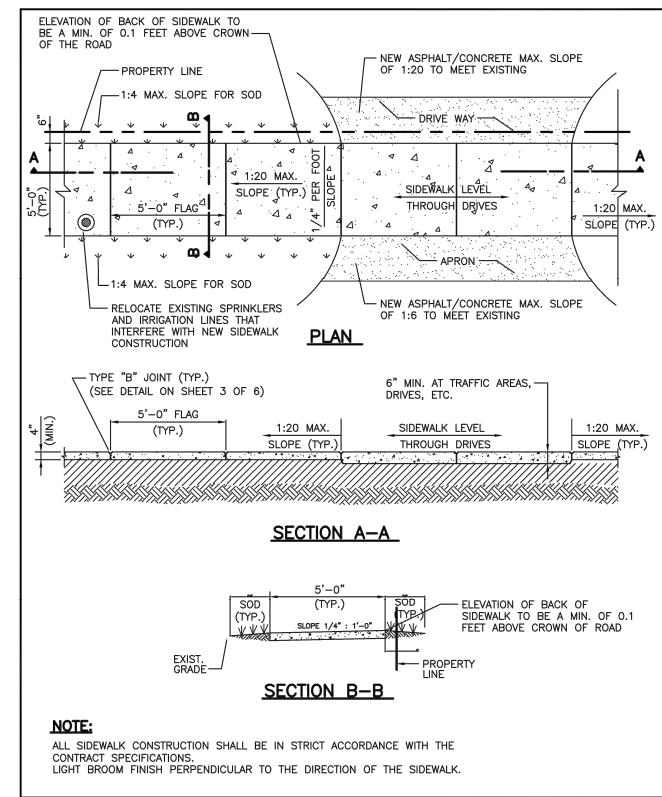 ELEVATION OF BACK OF SIDEWALK TO
BE A MIN. OF 0.1 FEET ABOVE CROWN
OF THE ROAD
PROPERTY LINE
1:4 MAX. SLOPE FOR SOD
NEW ASPHALT/CONCRETE MAX. SLOPE
OF 1:20 TO MEET EXISTING
DRIVE WAY
6"
B
A
A
5'-0"
(TYP.)
5'-0" FLAG
(TYP.)
1:20 MAX.
SLOPE (TYP.)
1/4" PER FOOT
SLOPE
SIDEWALK LEVEL
THROUGH DRIVES
1:20 MAX.
SLOPE (TYP.)
B
APRON
1:4 MAX. SLOPE FOR SOD
RELOCATE EXISTING SPRINKLERS
AND IRRIGATION LINES THAT
INTERFERE WITH NEW SIDEWALK
CONSTRUCTION
NEW ASPHALT/CONCRETE MAX. SLOPE
OF 1:6 TO MEET EXISTING
PLAN
TYPE "B" JOINT (TYP.)
(SEE DETAIL ON SHEET 3 OF 6)
6" MIN. AT TRAFFIC AREAS,
DRIVES, ETC.
4"
(MIN.)
5'-0" FLAG
(TYP.)
1:20 MAX.
SLOPE (TYP.)
SIDEWALK LEVEL
THROUGH DRIVES
1:20 MAX.
SLOPE (TYP.)
SECTION A-A
SOD
(TYP.)
5'-0"
(TYP.)
SOD
(TYP.)
SLOPE 1/4" : 1'-0"
ELEVATION OF BACK OF
SIDEWALK TO BE A MIN. OF 0.1
FEET ABOVE CROWN OF ROAD
EXIST.
GRADE
PROPERTY
LINE
SECTION B-B
NOTE:
ALL SIDEWALK CONSTRUCTION SHALL BE IN STRICT ACCORDANCE WITH THE
CONTRACT SPECIFICATIONS.
LIGHT BROOM FINISH PERPENDICULAR TO THE DIRECTION OF THE SIDEWALK.